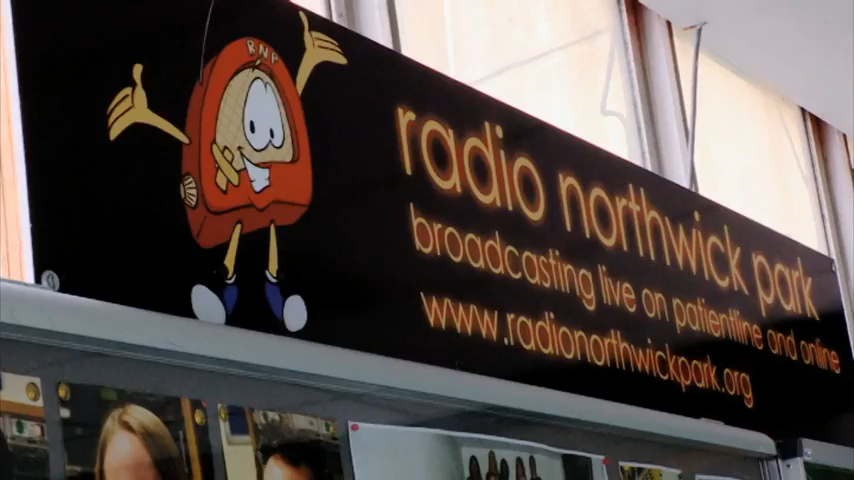 RNP
radio northwick park
broadcasting live on patientline and online
www.radionorthwickpark.org